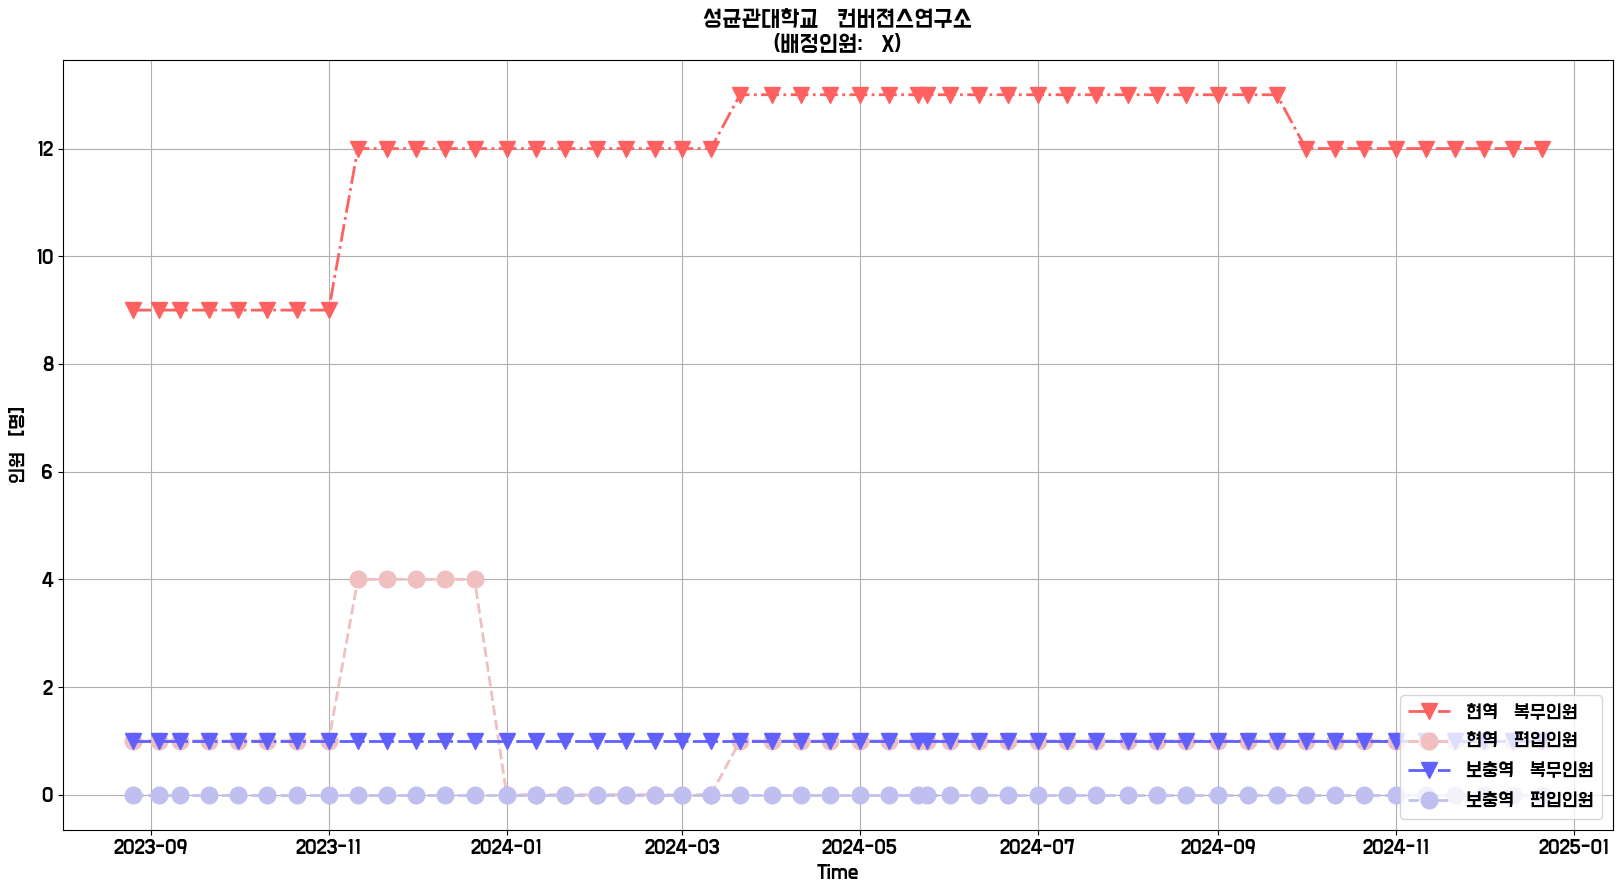 성균관대학교 컨버젼스연구소
(배정인원: X)
12
10
8
6
4
2
0
인원 [명]
2023-09
2023-11
2024-01
2024-03
2024-05
2024-07
2024-09
2024-11
2025-01
Time
현역 복무인원
현역 편입인원
보충역 복무인원
보충역 편입인원